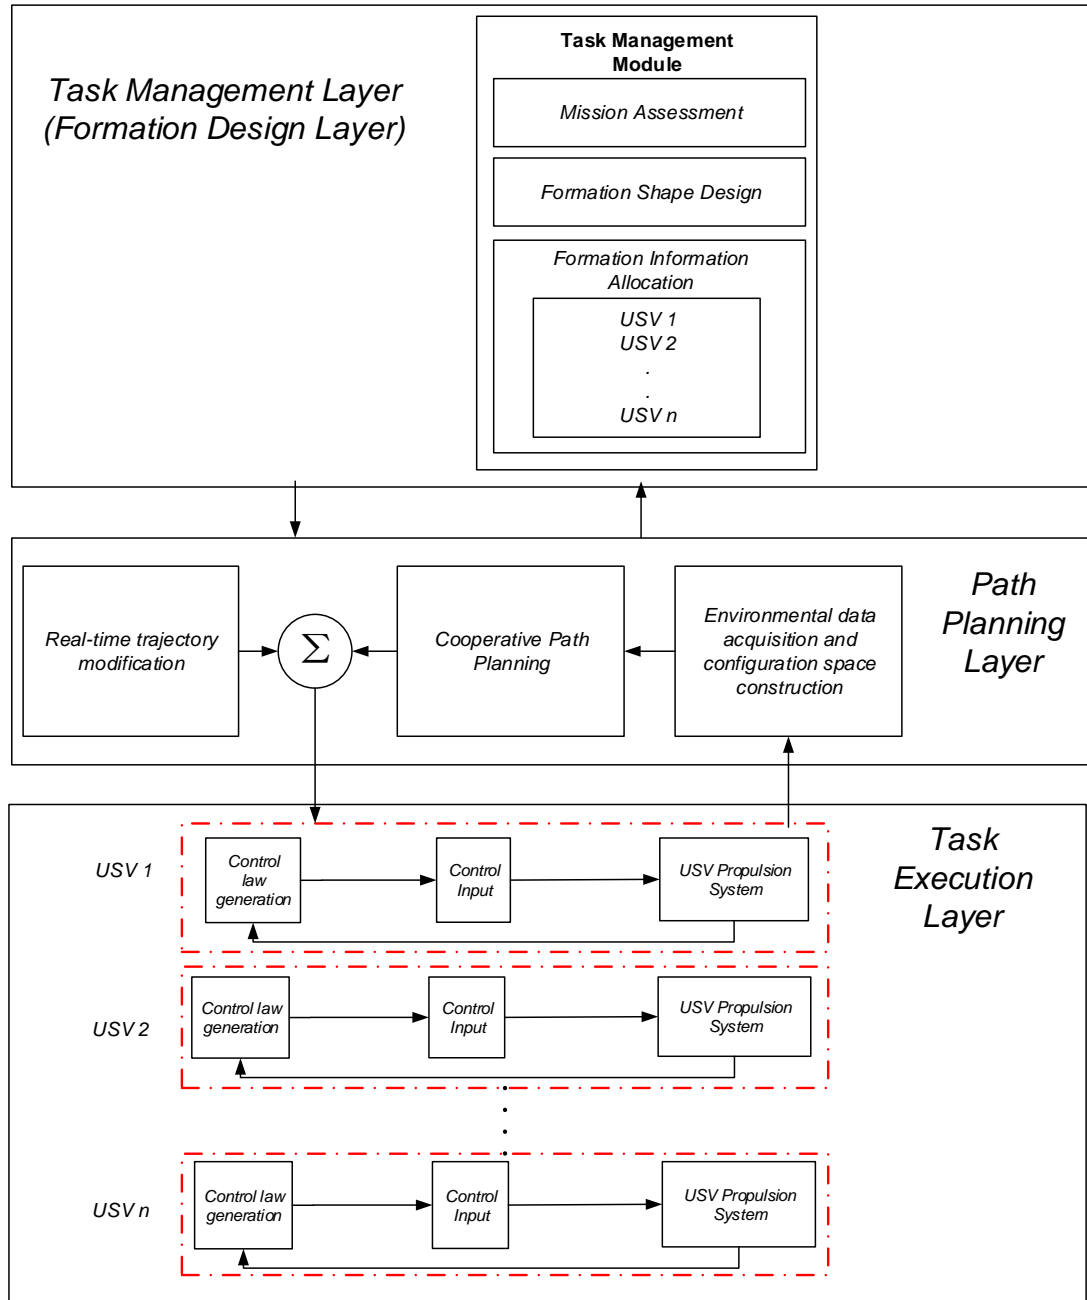 Task Management Layer
(Formation Design Layer)
Task Management
Module
Mission Assessment
Formation Shape Design
Formation Information
Allocation
USV 1
USV 2
.
.
USV n
Path
Planning
Layer
Real-time trajectory
modification
Σ
Cooperative Path
Planning
Environmental data
acquisition and
configuration space
construction
Task
Execution
Layer
USV 1
Control
law
generation
Control
Input
USV Propulsion
System
USV 2
Control law
generation
Control
Input
USV Propulsion
System
USV n
Control law
generation
Control
Input
USV Propulsion
System